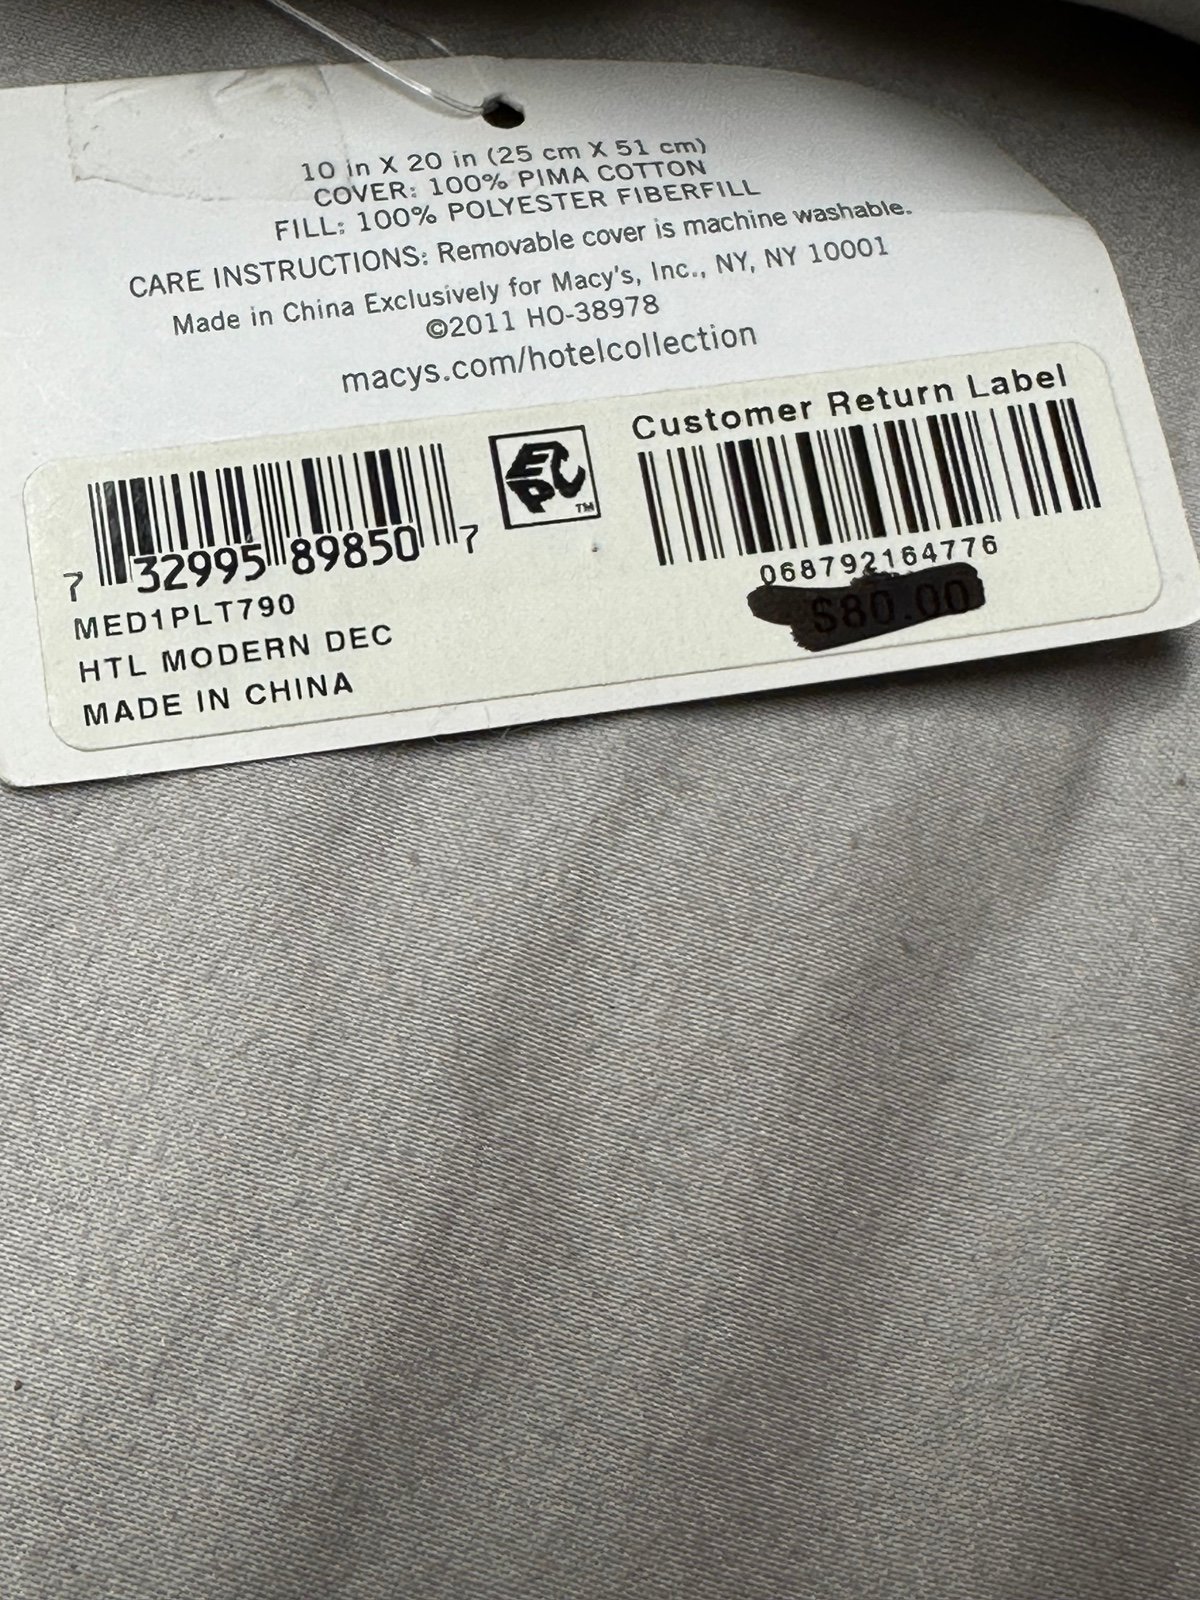 10 in X 20 in (25 cm X 51 cm)
COVER: 100% PIMA COTTON
FILL: 100% POLYESTER FIBERFILL
CARE INSTRUCTIONS: Removable cover is machine washable.
Made in China Exclusively for Macy's, Inc., NY, NY 10001
©2011 HO-38978
macys.com/hotelcollection
Customer Return Label
EPC™
7 32995 89850 7
068792164776
$80.00
MED1PLT790
HTL MODERN DEC
MADE IN CHINA